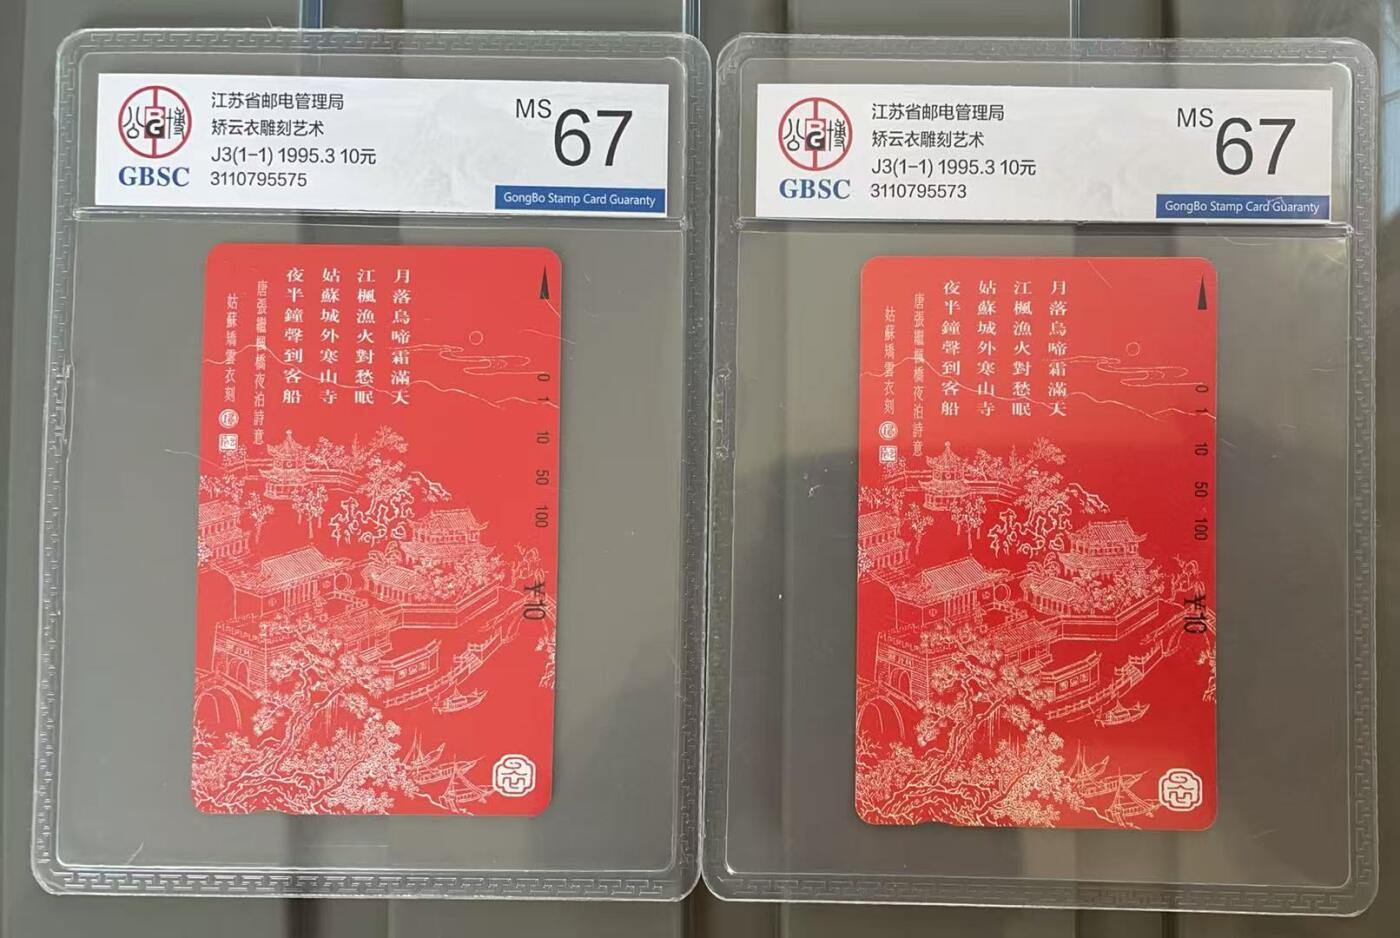 公博
BG
GBSC
江苏省邮电管理局
矫云衣雕刻艺术
J3(1-1) 1995.3 10元
3110795575
MS 67
GongBo Stamp Card Guaranty
月落烏啼霜滿天
江楓漁火對愁眠
姑蘇城外寒山寺
夜半鐘聲到客船
唐張繼楓橋夜泊詩意
姑蘇矯雲衣刻
0 1 10 50 100
¥10
公博
BG
GBSC
江苏省邮电管理局
矫云衣雕刻艺术
J3(1-1) 1995.3 10元
3110795573
MS 67
GongBo Stamp Card Guaranty
月落烏啼霜滿天
江楓漁火對愁眠
姑蘇城外寒山寺
夜半鐘聲到客船
唐張繼楓橋夜泊詩意
姑蘇矯雲衣刻
0 1 10 50 100
¥10